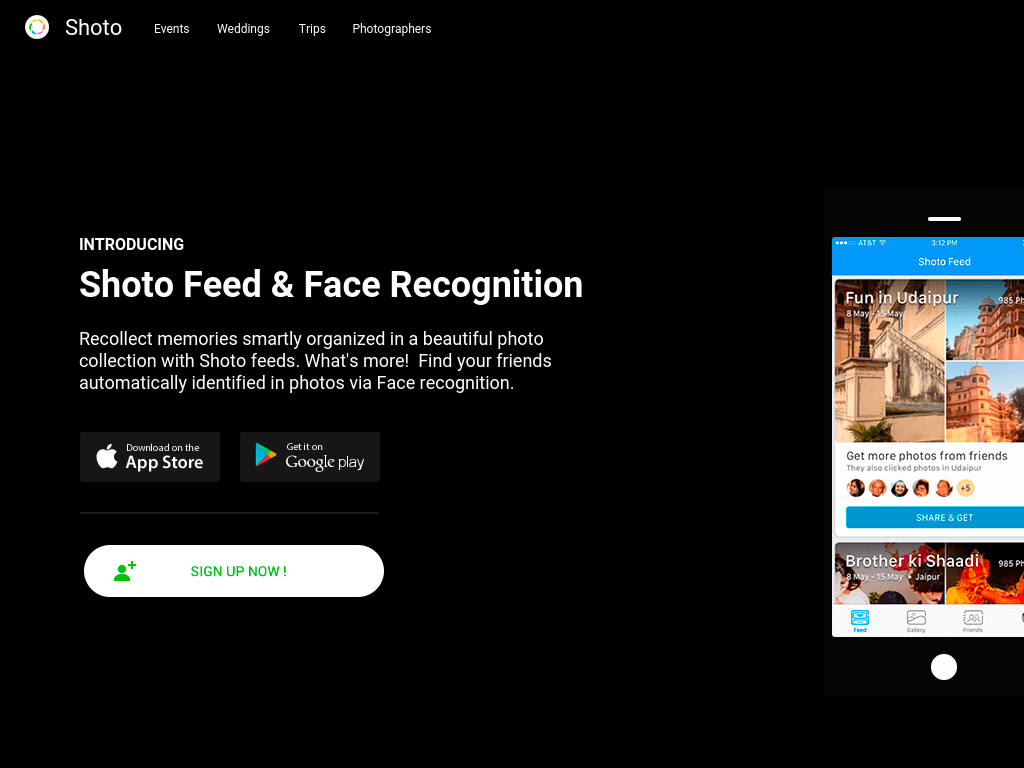 Shoto
Events
Weddings
Trips
Photographers
INTRODUCING
Shoto Feed & Face Recognition
Recollect memories smartly organized in a beautiful photo
collection with Shoto feeds. What's more!  Find your friends
automatically identified in photos via Face recognition.
Download on the
App Store
Get it on
Google play
SIGN UP NOW !
AT&T
3:12 PM
Shoto Feed
Fun in Udaipur
8 May - 15 May
985 Ph
Get more photos from friends
They also clicked photos in Udaipur
+5
SHARE & GET
Brother ki Shaadi
8 May - 15 May • Jaipur
985 Ph
Feed
Gallery
Friends